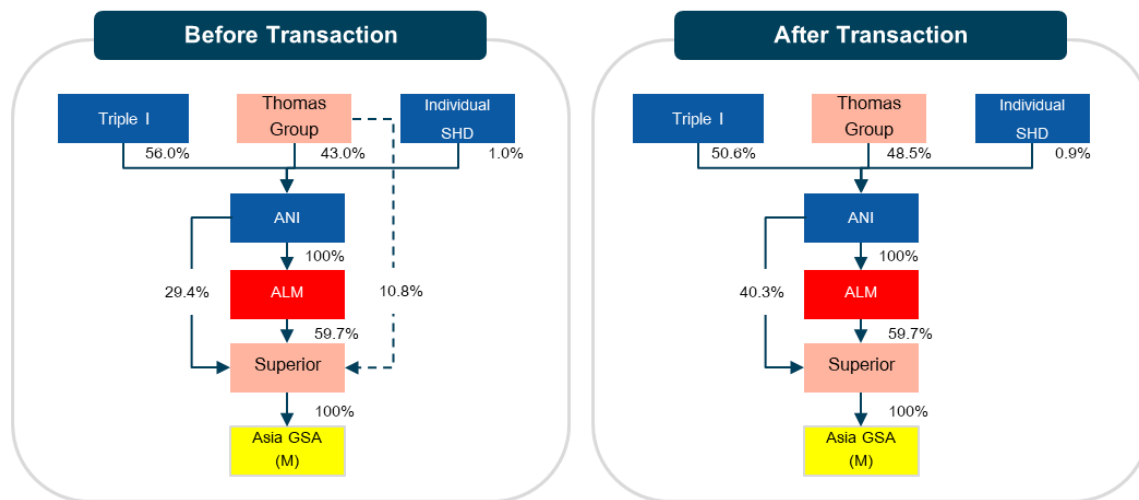 Before Transaction
Triple I
Thomas
Group
Individual
SHD
56.0%
43.0%
1.0%
ANI
100%
29.4%
ALM
10.8%
59.7%
Superior
100%
Asia GSA
(M)
After Transaction
Triple I
Thomas
Group
Individual
SHD
50.6%
48.5%
0.9%
ANI
100%
40.3%
ALM
59.7%
Superior
100%
Asia GSA
(M)